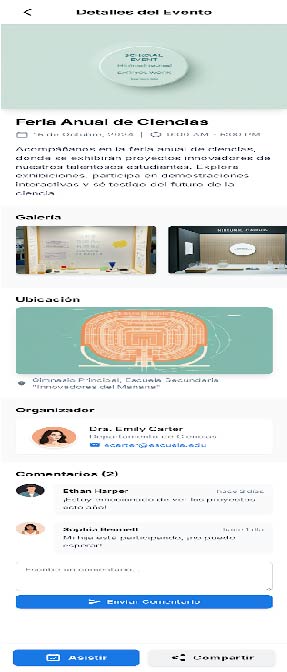 Detalles del Evento
SCHOOL
EVENT
Feria Anual de Ciencias
15 de Octubre, 2024 | 9:00 AM - 5:00 PM
Acompáñanos en la feria anual de ciencias,
donde se exhibirán proyectos innovadores de
nuestros talentosos estudiantes. Explora
exhibiciones, participa en demostraciones
interactivas y sé testigo del futuro de la
ciencia.
Galería
Ubicación
Gimnasio Principal, Escuela Secundaria
"Innovadores del Mañana"
Organizador
Dra. Emily Carter
Departamento de Ciencias
ecarter@escuela.edu
Comentarios (2)
Ethan Harper
hace 2 días
¡Estoy emocionado de ver los proyectos
este año!
Sophia Bennett
hace 1 día
Mi hija está participando, ¡no puedo
esperar!
Escribe un comentario...
Enviar Comentario
Asistir
Compartir